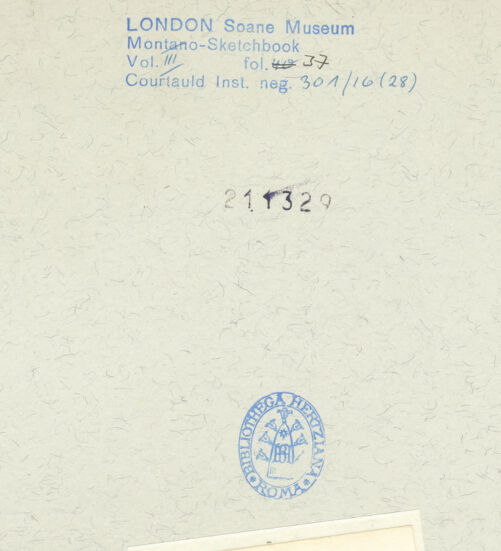 LONDON Soane Museum
Montano-Sketchbook
Vol. III fol. 37
Courtauld Inst. neg. 301/16 (28)
211329
BIBLIOTHECA HERTZIANA
ROMA